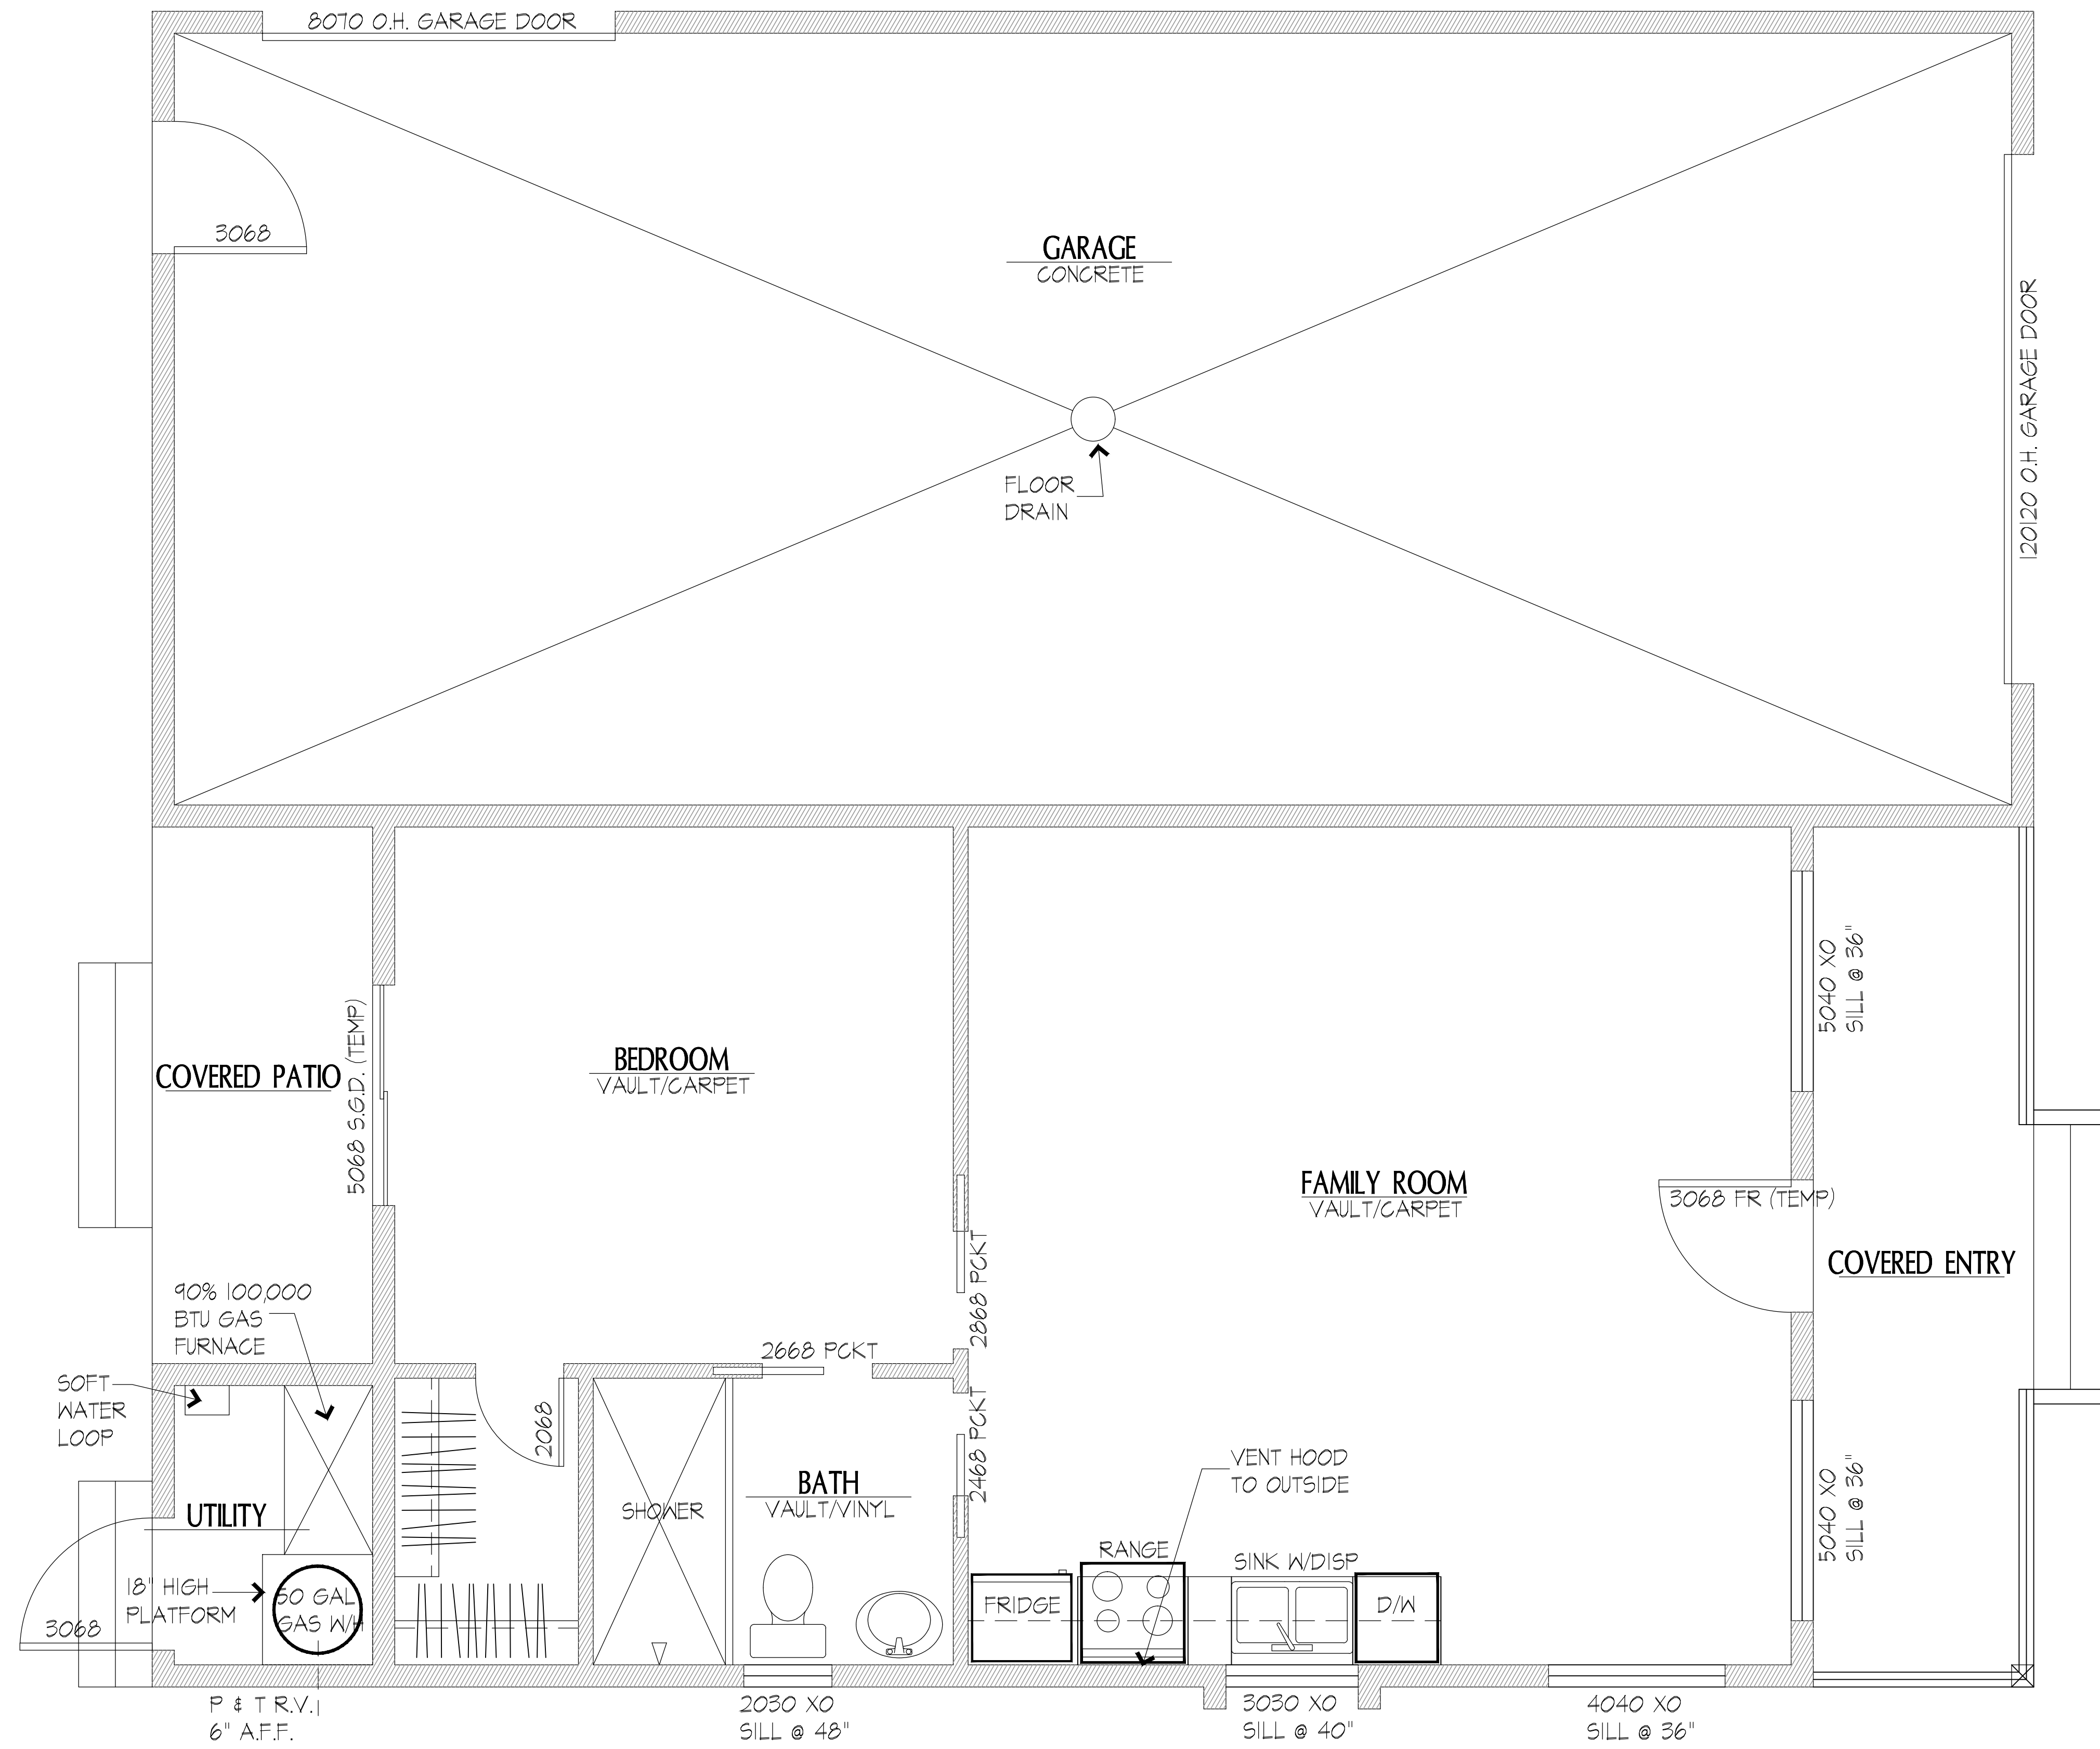 8070 O.H. GARAGE DOOR
3068
GARAGE
CONCRETE
12'0120 O.H. GARAGE DOOR
FLOOR
DRAIN
COVERED PATIO
5068 S.G.D. (TEMP)
BEDROOM
VAULT/CARPET
5040 XO
SILL @ 36"
FAMILY ROOM
VAULT/CARPET
3068 FR (TEMP)
COVERED ENTRY
90% 100,000
BTU GAS
FURNACE
2868 PCKT
2668 PCKT
SOFT
WATER
LOOP
2068
2468 PCKT
VENT HOOD
TO OUTSIDE
BATH
VAULT/VINYL
SHOWER
UTILITY
5040 XO
SILL @ 36"
RANGE
SINK W/DISP
18" HIGH
PLATFORM
50 GAL
GAS W/H
FRIDGE
D/W
3068
P & T R.V.
6" A.F.F.
2030 XO
SILL @ 48"
3030 XO
SILL @ 40"
4040 XO
SILL @ 36"